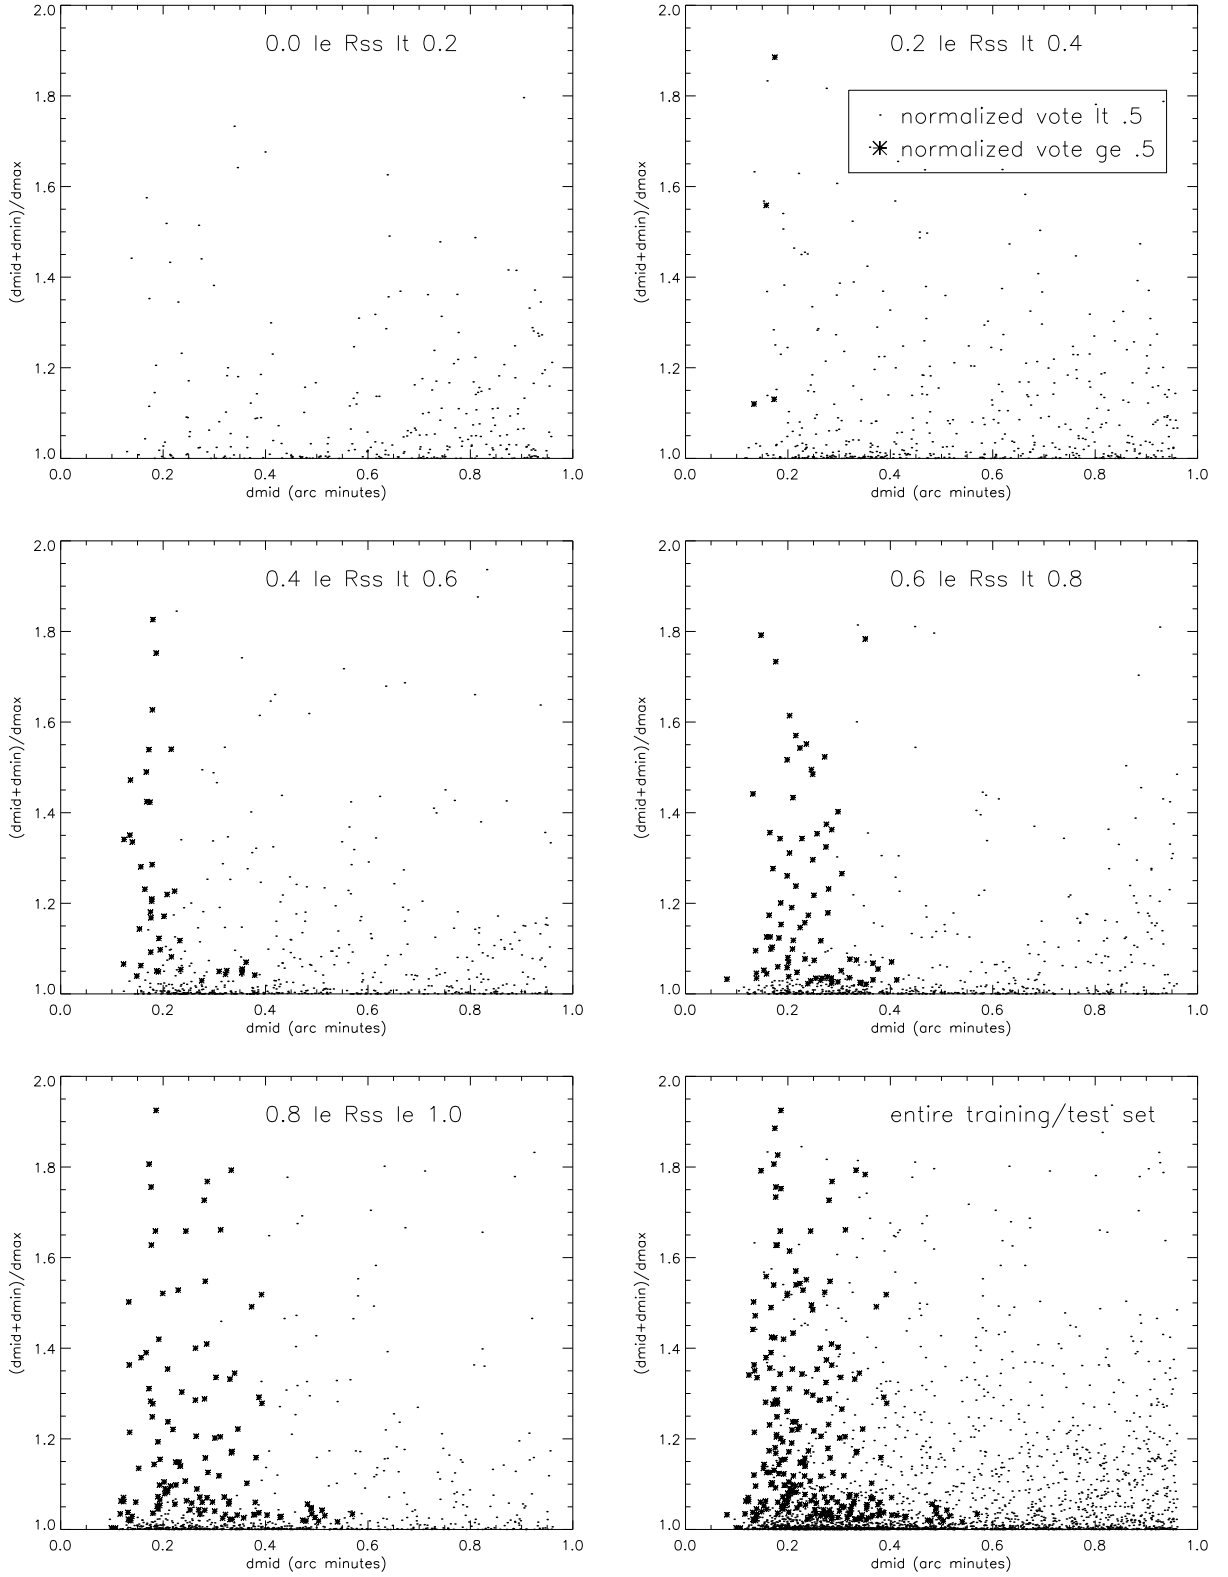 0.0 le Rss lt 0.2
2.0
1.8
1.6
1.4
1.2
1.0
(dmid+dmin)/dmax
0.0 0.2 0.4 0.6 0.8 1.0
dmid (arc minutes)
0.2 le Rss lt 0.4
normalized vote lt .5
normalized vote ge .5
2.0
1.8
1.6
1.4
1.2
1.0
(dmid+dmin)/dmax
0.0 0.2 0.4 0.6 0.8 1.0
dmid (arc minutes)
0.4 le Rss lt 0.6
2.0
1.8
1.6
1.4
1.2
1.0
(dmid+dmin)/dmax
0.0 0.2 0.4 0.6 0.8 1.0
dmid (arc minutes)
0.6 le Rss lt 0.8
2.0
1.8
1.6
1.4
1.2
1.0
(dmid+dmin)/dmax
0.0 0.2 0.4 0.6 0.8 1.0
dmid (arc minutes)
0.8 le Rss le 1.0
2.0
1.8
1.6
1.4
1.2
1.0
(dmid+dmin)/dmax
0.0 0.2 0.4 0.6 0.8 1.0
dmid (arc minutes)
entire training/test set
2.0
1.8
1.6
1.4
1.2
1.0
(dmid+dmin)/dmax
0.0 0.2 0.4 0.6 0.8 1.0
dmid (arc minutes)